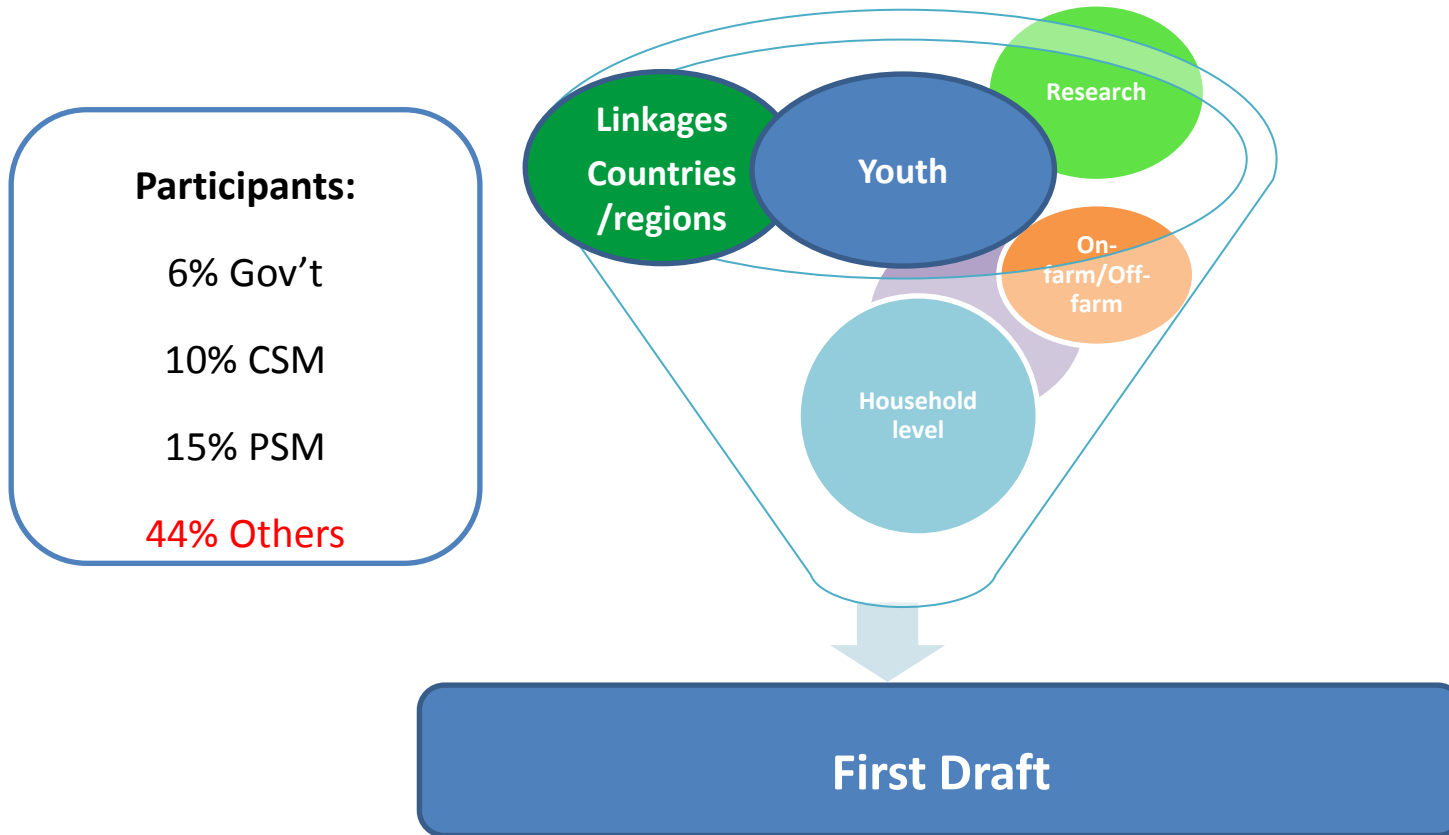 Participants:
6% Gov’t
10% CSM
15% PSM
44% Others
Linkages
Countries
/regions
Youth
Research
On-
farm/Off-
farm
Household
level
First Draft